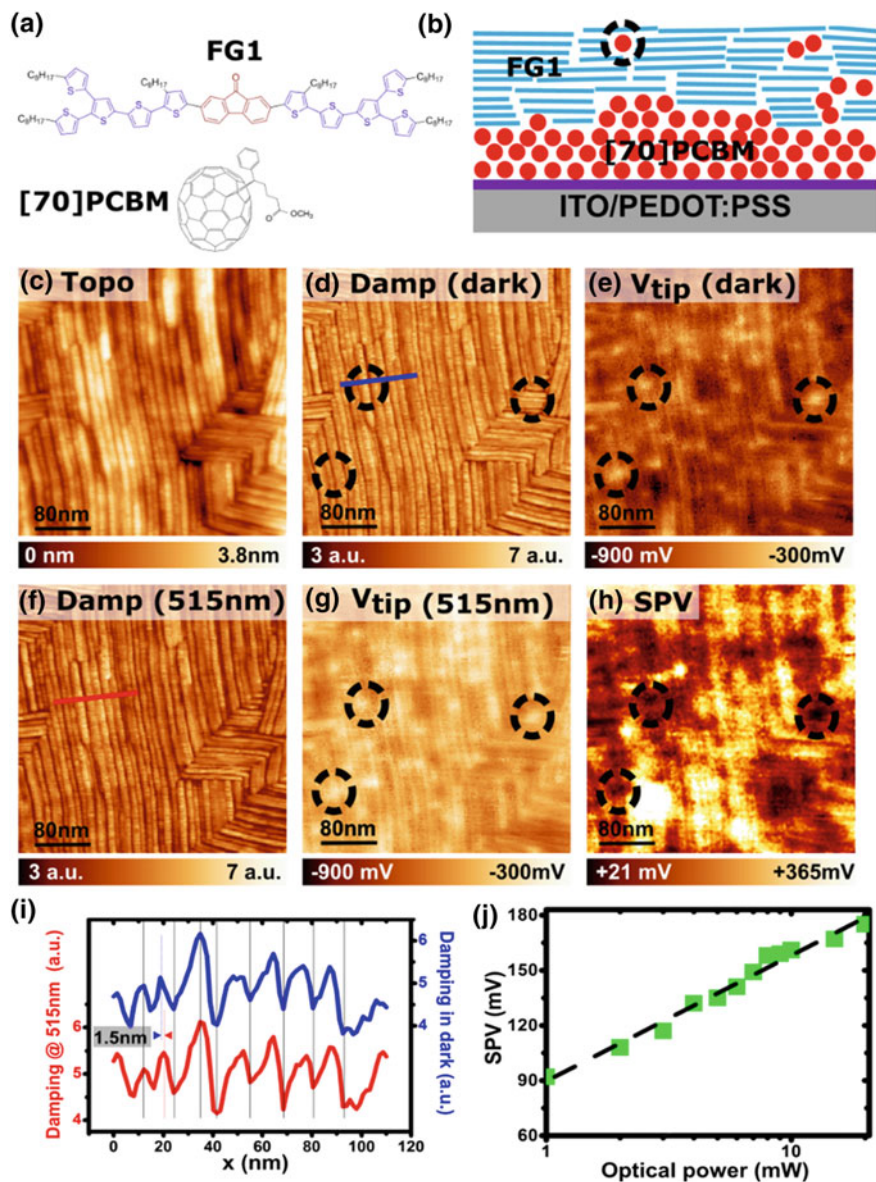 (a)
FG1
C₈H₁₇
C₈H₁₇
C₈H₁₇
C₈H₁₇
O
C₈H₁₇
C₈H₁₇
S
S
S
S
S
S
S
S
[70]PCBM
O
OCH₃
(b)
FG1
[70]PCBM
ITO/PEDOT:PSS
(c) Topo
80nm
0 nm 3.8nm
(d) Damp (dark)
80nm
3 a.u. 7 a.u.
(e) Vtip (dark)
80nm
-900 mV -300mV
(f) Damp (515nm)
80nm
3 a.u. 7 a.u.
(g) Vtip (515nm)
80nm
-900 mV -300mV
(h) SPV
80nm
+21 mV +365mV
(i)
Damping @ 515nm (a.u.)
6
5
4
1.5nm
6
5
4
Damping in dark (a.u.)
0 20 40 60 80 100 120
x (nm)
(j)
SPV (mV)
180
150
120
90
60
1 10
Optical power (mW)